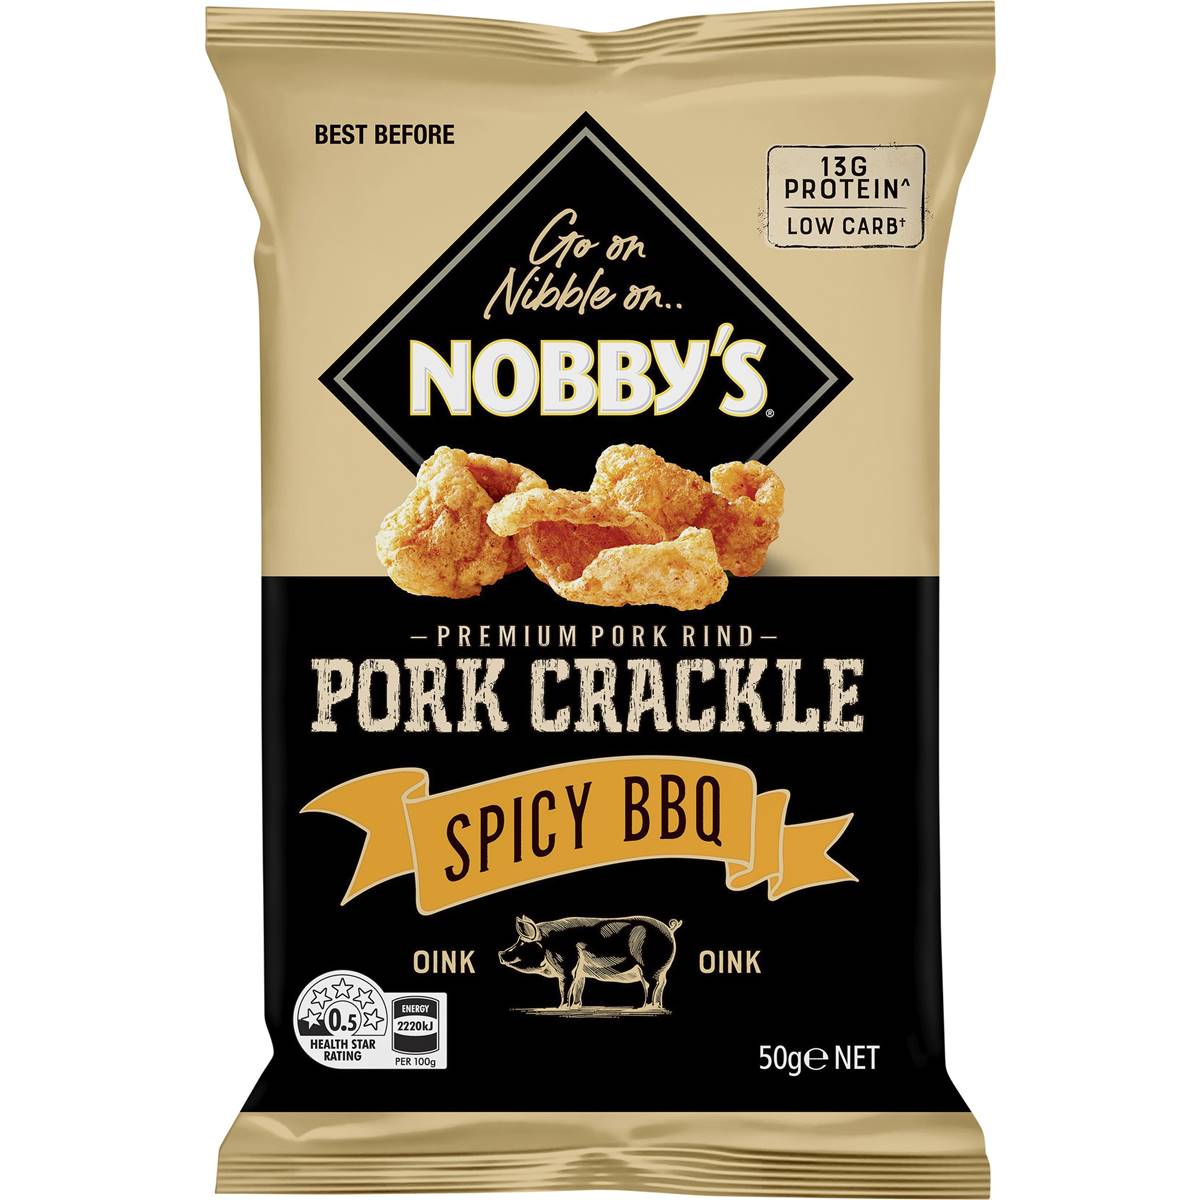 BEST BEFORE
13G
PROTEIN^
LOW CARB†
Go on
Nibble on..
NOBBY'S®
– PREMIUM PORK RIND –
PORK CRACKLE
SPICY BBQ
OINK OINK
0.5
HEALTH STAR
RATING
ENERGY
2220kJ
PER 100g
50g℮ NET